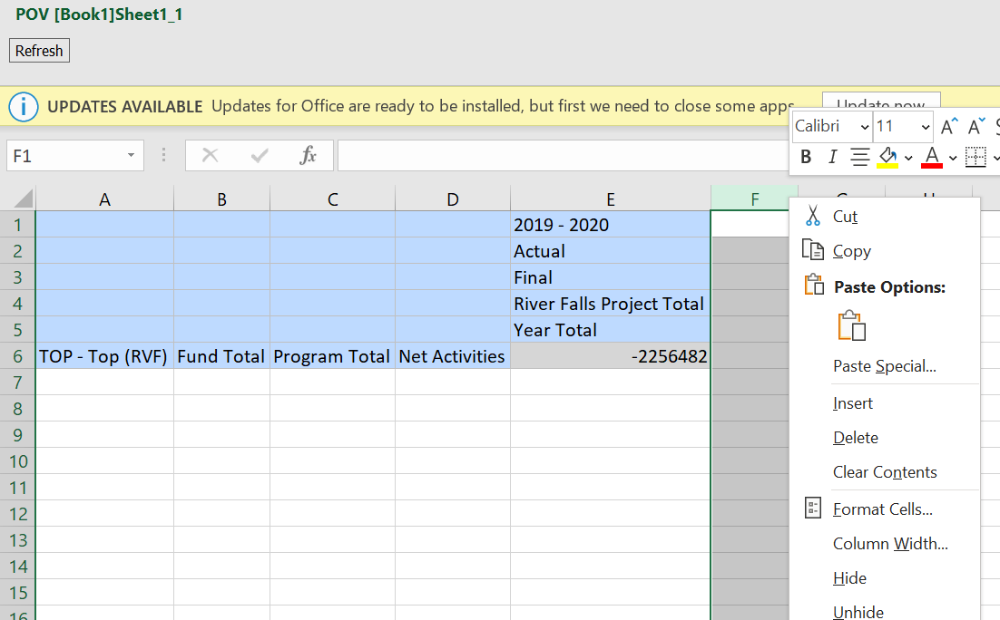 POV [Book1]Sheet1_1
Refresh
UPDATES AVAILABLE Updates for Office are ready to be installed, but first we need to close some apps. Update now
Calibri 11 A A
B I A
F1 fx
A B C D E F
1 2019 - 2020
2 Actual
3 Final
4 River Falls Project Total
5 Year Total
6 TOP - Top (RVF) Fund Total Program Total Net Activities -2256482
7
8
9
10
11
12
13
14
15
16
Cut
Copy
Paste Options:
Paste Special...
Insert
Delete
Clear Contents
Format Cells...
Column Width...
Hide
Unhide